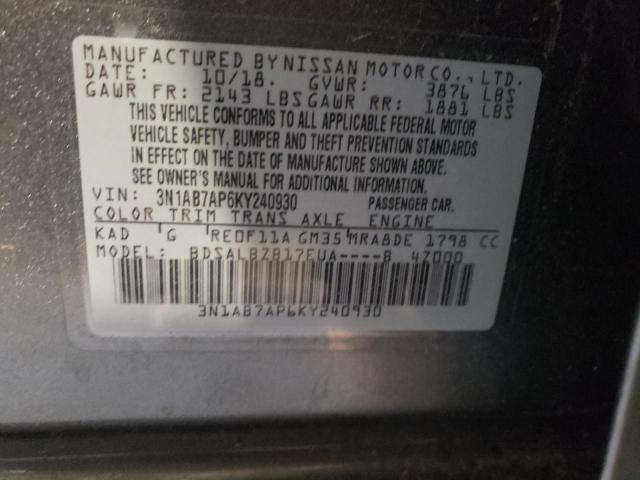 MANUFACTURED BY NISSAN MOTOR CO., LTD.
DATE: 10/18. GVWR: 3876 LBS
GAWR FR: 2143 LBS GAWR RR: 1881 LBS
THIS VEHICLE CONFORMS TO ALL APPLICABLE FEDERAL MOTOR
VEHICLE SAFETY, BUMPER AND THEFT PREVENTION STANDARDS
IN EFFECT ON THE DATE OF MANUFACTURE SHOWN ABOVE.
SEE OWNER'S MANUAL FOR ADDITIONAL INFORMATION.
VIN: 3N1AB7AP6KY240930 PASSENGER CAR.
COLOR TRIM TRANS AXLE ENGINE
KAD G RE0F11A GM35 MRA8DE 1798 CC
MODEL: BDSALBZB17EUA----B 4Z000
3N1AB7AP6KY240930